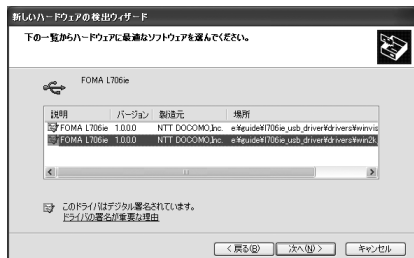 新しいハードウェアの検出ウィザード
下の一覧からハードウェアに最適なソフトウェアを選んでください。
FOMA L706ie
説明 バージョン 製造元 場所
FOMA L706ie 1.0.0.0 NTT DOCOMO,Inc. e:¥guide¥l706ie_usb_driver¥drivers¥winvis
FOMA L706ie 1.0.0.0 NTT DOCOMO,Inc. e:¥guide¥l706ie_usb_driver¥drivers¥win2k
このドライバはデジタル署名されています。
ドライバの署名が重要な理由
< 戻る(B) 次へ(N) > キャンセル